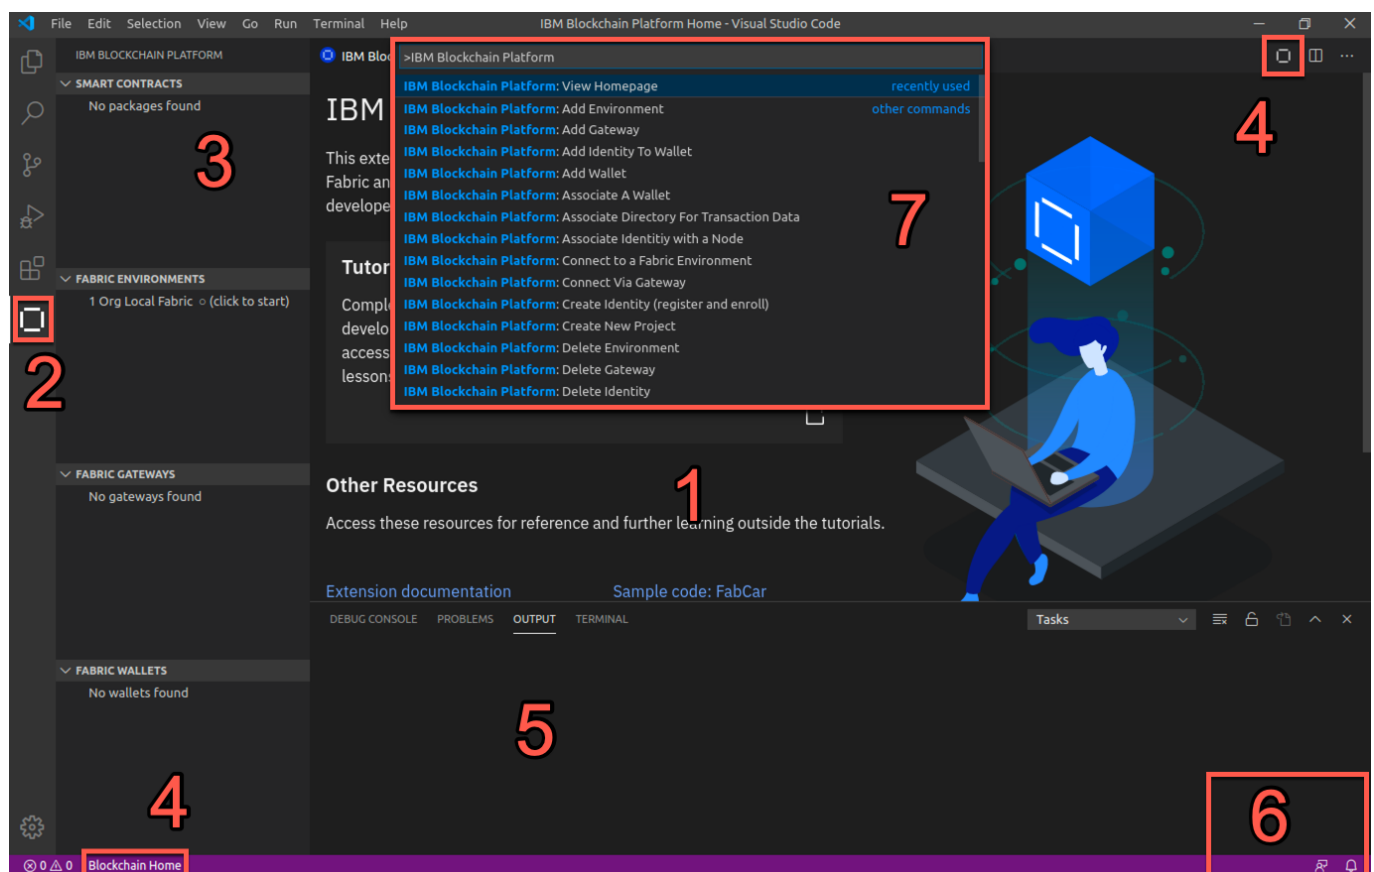 File Edit Selection View Go Run Terminal Help
IBM Blockchain Platform Home - Visual Studio Code
IBM BLOCKCHAIN PLATFORM
SMART CONTRACTS
No packages found
3
FABRIC ENVIRONMENTS
1 Org Local Fabric ○ (click to start)
2
FABRIC GATEWAYS
No gateways found
FABRIC WALLETS
No wallets found
4
IBM Bloc
>IBM Blockchain Platform
IBM Blockchain Platform: View Homepage recently used
IBM Blockchain Platform: Add Environment other commands
IBM Blockchain Platform: Add Gateway
IBM Blockchain Platform: Add Identity To Wallet
IBM Blockchain Platform: Add Wallet
IBM Blockchain Platform: Associate A Wallet
IBM Blockchain Platform: Associate Directory For Transaction Data
IBM Blockchain Platform: Associate Identitiy with a Node
IBM Blockchain Platform: Connect to a Fabric Environment
IBM Blockchain Platform: Connect Via Gateway
IBM Blockchain Platform: Create Identity (register and enroll)
IBM Blockchain Platform: Create New Project
IBM Blockchain Platform: Delete Environment
IBM Blockchain Platform: Delete Gateway
IBM Blockchain Platform: Delete Identity
7
4
IBM
This exte
Fabric an
develope
Tutor
Comple
develo
access
lesson
1
Other Resources
Access these resources for reference and further learning outside the tutorials.
Extension documentation Sample code: FabCar
DEBUG CONSOLE PROBLEMS OUTPUT TERMINAL
Tasks
5
6
0 0 Blockchain Home